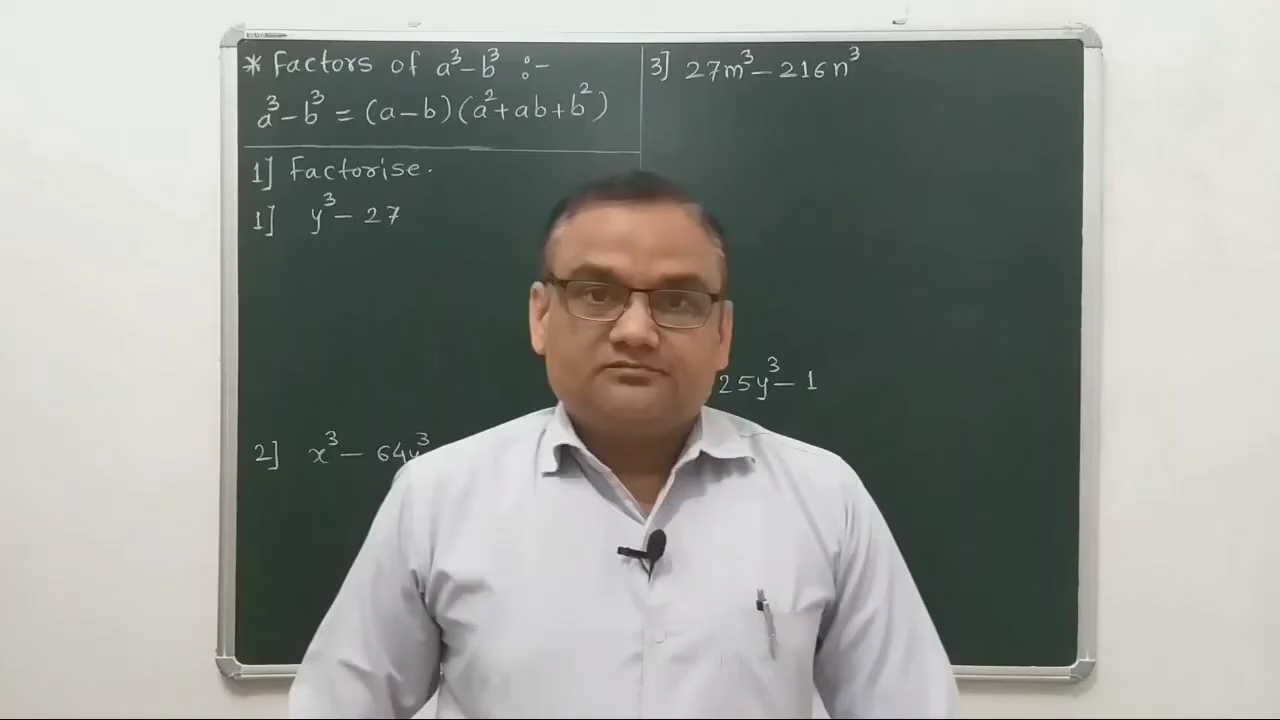 * Factors of a³-b³ :-
a³-b³ = (a-b)(a²+ab+b²)
1] Factorise.
1] y³- 27
2] x³- 64y³
3] 27m³- 216n³
25y³- 1